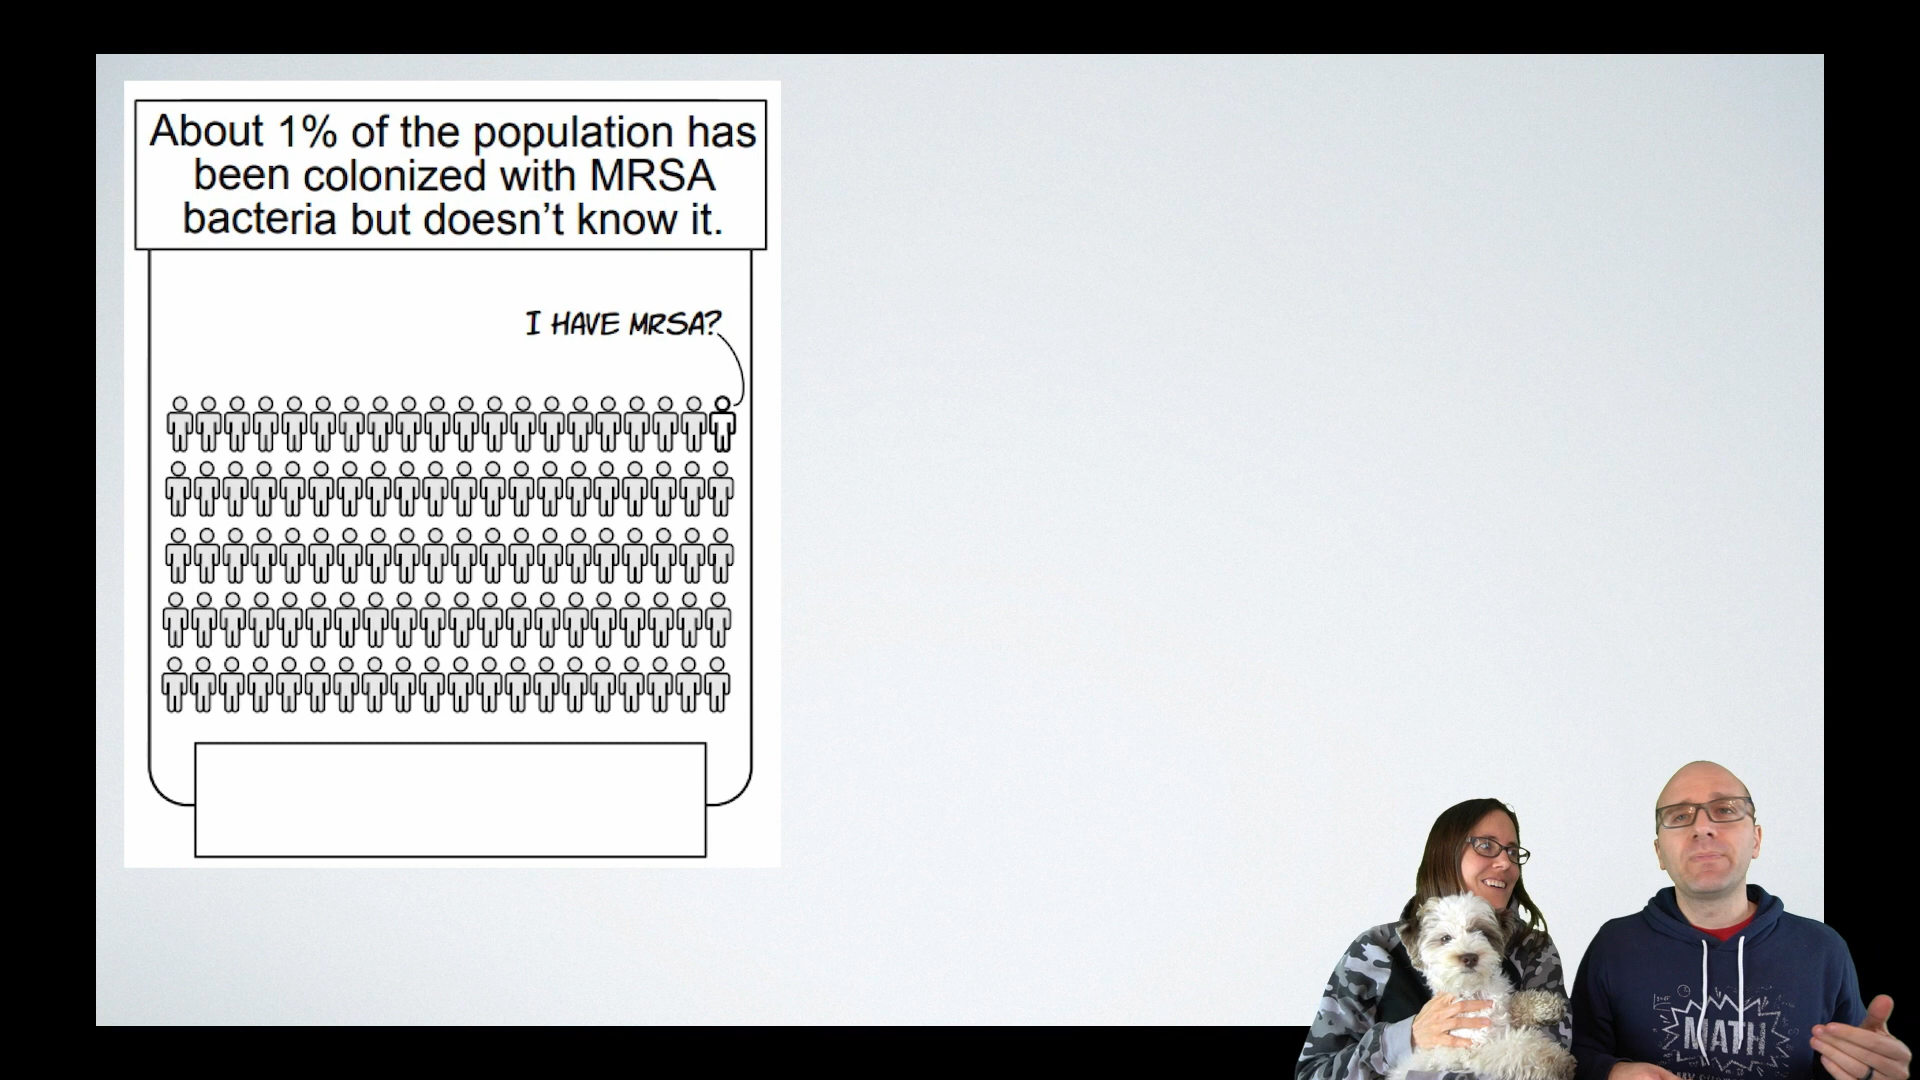 About 1% of the population has
been colonized with MRSA
bacteria but doesn't know it.
I HAVE MRSA?
MATH